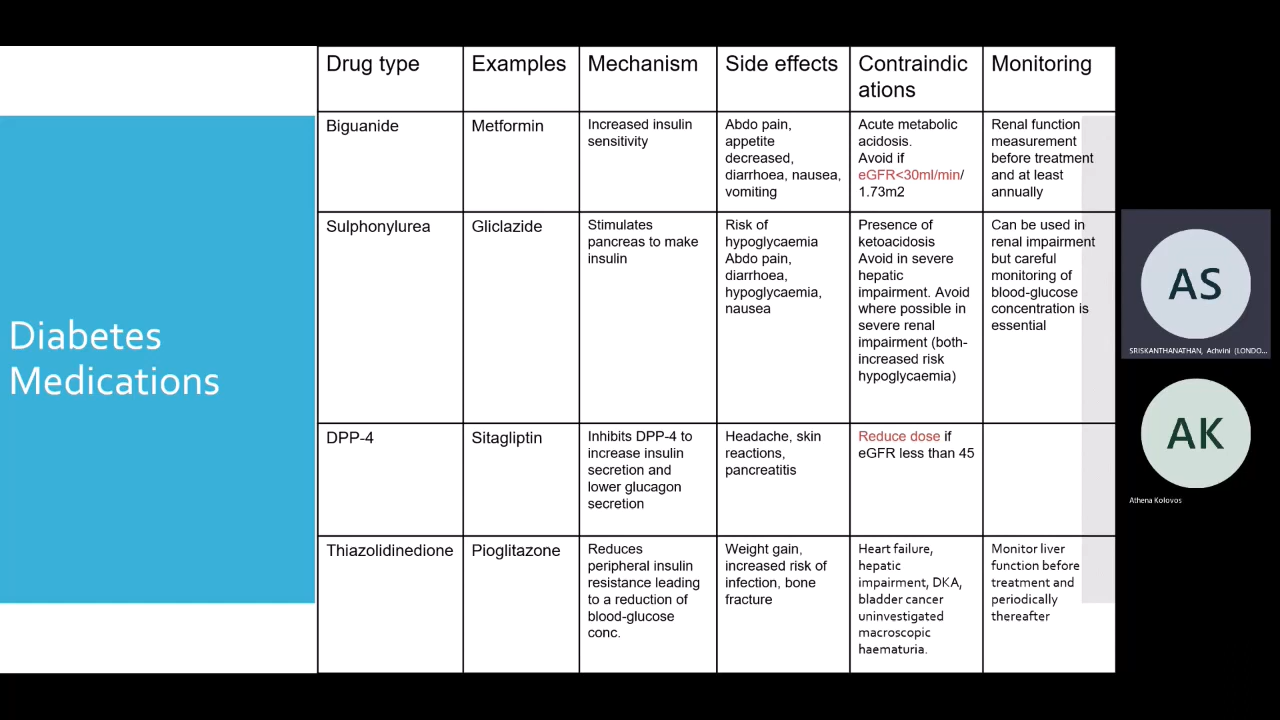 Diabetes
Medications
Drug type
Examples
Mechanism
Side effects
Contraindic
ations
Monitoring
Biguanide
Metformin
Increased insulin
sensitivity
Abdo pain,
appetite
decreased,
diarrhoea, nausea,
vomiting
Acute metabolic
acidosis.
Avoid if
eGFR<30ml/min/
1.73m2
Renal function
measurement
before treatment
and at least
annually
Sulphonylurea
Gliclazide
Stimulates
pancreas to make
insulin
Risk of
hypoglycaemia
Abdo pain,
diarrhoea,
hypoglycaemia,
nausea
Presence of
ketoacidosis
Avoid in severe
hepatic
impairment. Avoid
where possible in
severe renal
impairment (both-
increased risk
hypoglycaemia)
Can be used in
renal impairment
but careful
monitoring of
blood-glucose
concentration is
essential
DPP-4
Sitagliptin
Inhibits DPP-4 to
increase insulin
secretion and
lower glucagon
secretion
Headache, skin
reactions,
pancreatitis
Reduce dose if
eGFR less than 45
Thiazolidinedione
Pioglitazone
Reduces
peripheral insulin
resistance leading
to a reduction of
blood-glucose
conc.
Weight gain,
increased risk of
infection, bone
fracture
Heart failure,
hepatic
impairment, DKA,
bladder cancer
uninvestigated
macroscopic
haematuria.
Monitor liver
function before
treatment and
periodically
thereafter
AS
SRISKANTHANATHAN, Achvini (LONDO...
AK
Athena Kolovos